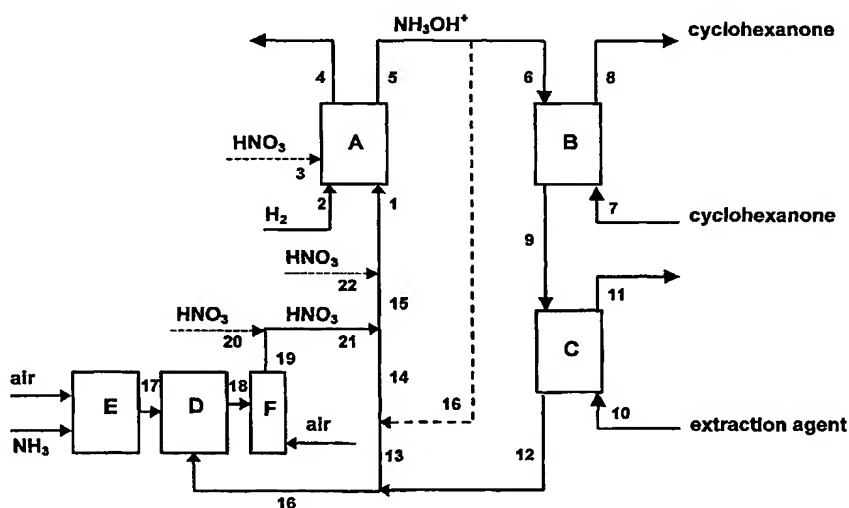 NH₃OH⁺
cyclohexanone
4
5
6
8
HNO₃
A
B
3
H₂
2
1
7
cyclohexanone
9
HNO₃
22
15
11
HNO₃
HNO₃
20
21
C
19
14
air
17
18
16
E
D
F
10
extraction agent
NH₃
air
13
12
16